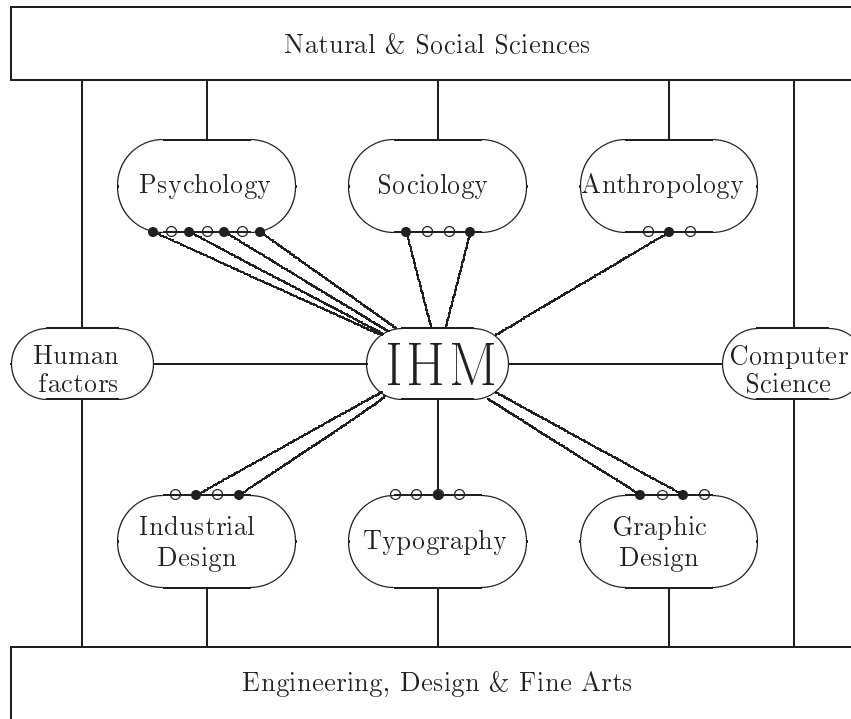 Natural & Social Sciences
Psychology
Sociology
Anthropology
Human
factors
IHM
Computer
Science
Industrial
Design
Typography
Graphic
Design
Engineering, Design & Fine Arts